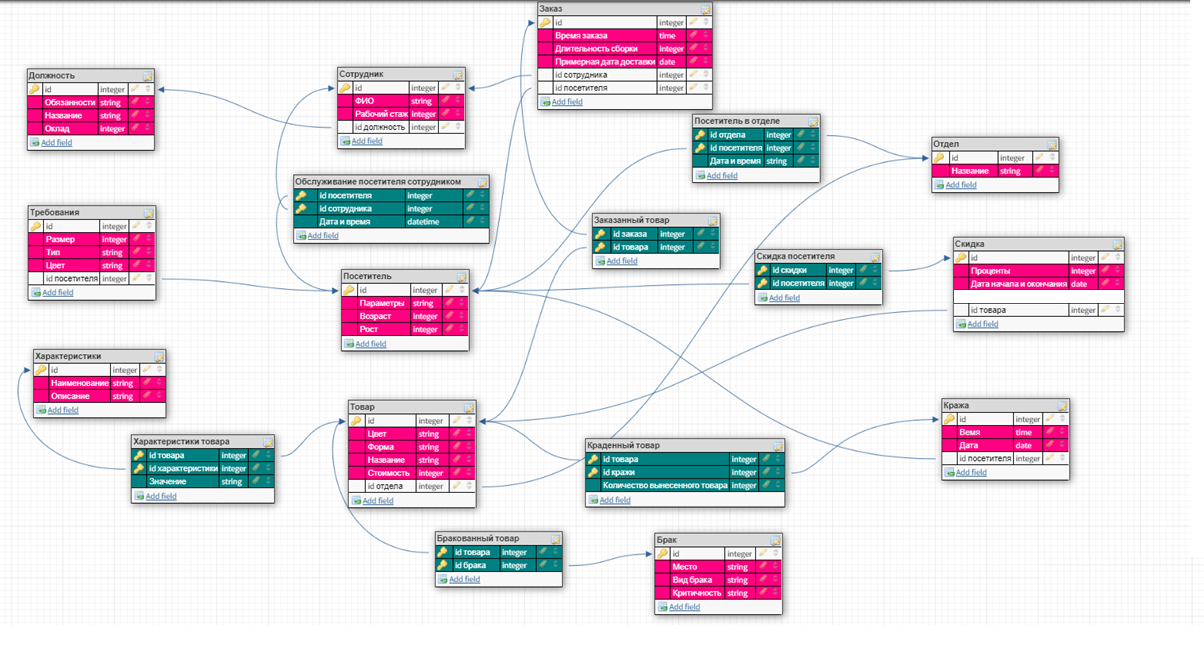 Заказ
id integer
Время заказа time
Длительность сборки integer
Примерная дата доставки date
id сотрудника integer
id посетителя integer
Add field
Должность
id integer
Обязанности string
Название string
Оклад integer
Add field
Сотрудник
id integer
ФИО string
Рабочий стаж integer
id должность integer
Add field
Посетитель в отделе
id отдела integer
id посетителя integer
Дата и время string
Add field
Отдел
id integer
Название string
Add field
Обслуживание посетителя сотрудником
id посетителя integer
id сотрудника integer
Дата и время datetime
Add field
Требования
id integer
Размер integer
Тип string
Цвет string
id посетителя integer
Add field
Заказанный товар
id заказа integer
id товара integer
Add field
Скидка посетителя
id скидки integer
id посетителя integer
Add field
Скидка
id integer
Проценты integer
Дата начала и окончания date
id товара integer
Add field
Посетитель
id integer
Параметры string
Возраст integer
Рост integer
Add field
Характеристики
id integer
Наименование string
Описание string
Add field
Характеристики товара
id товара integer
id характеристики integer
Значение string
Add field
Товар
id integer
Цвет string
Форма string
Название string
Стоимость integer
id отдела integer
Add field
Краденный товар
id товара integer
id кражи integer
Количество вынесенного товара integer
Add field
Кража
id integer
Вемя time
Дата date
id посетителя integer
Add field
Бракованный товар
id товара integer
id брака integer
Add field
Брак
id integer
Место string
Вид брака string
Критичность string
Add field